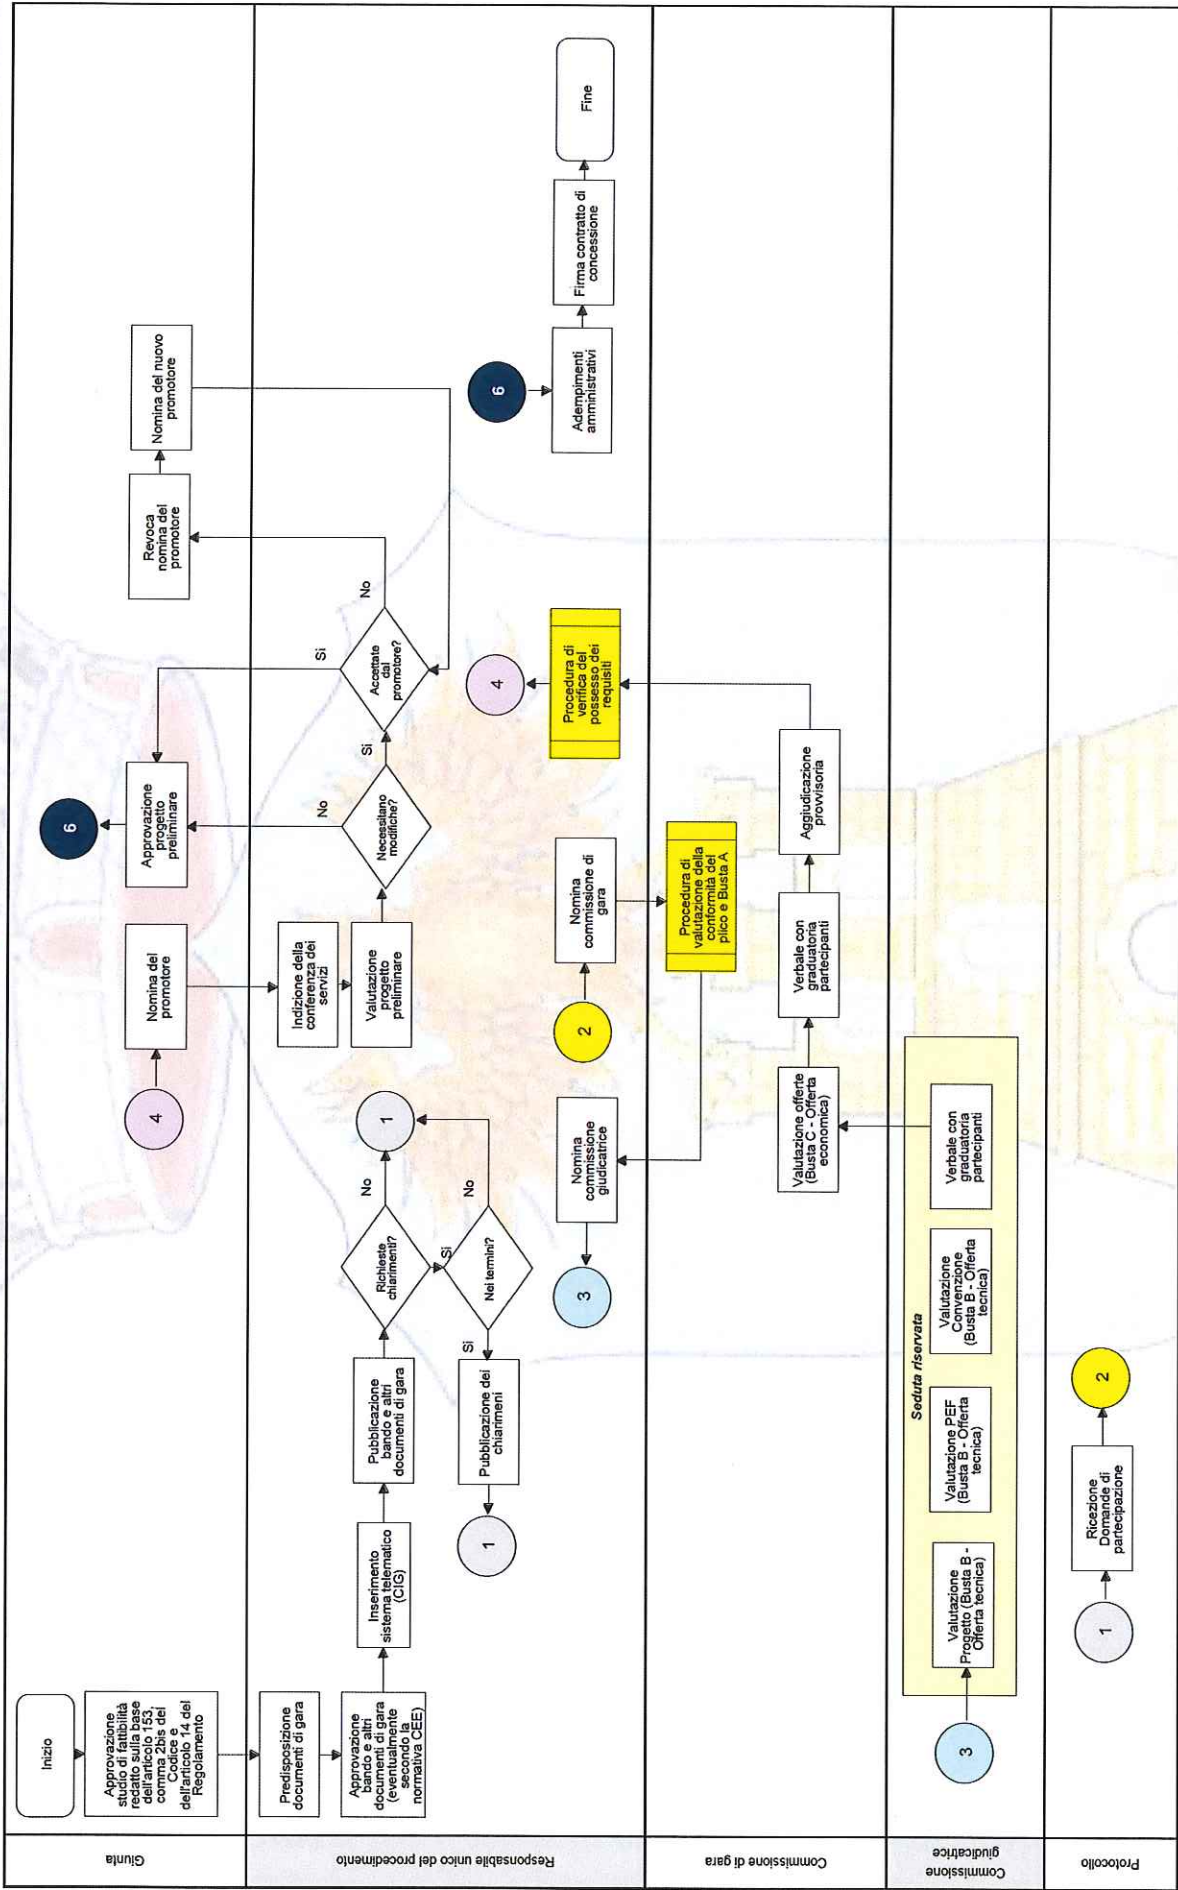 Giunta
Inizio
Approvazione
studio di fattibilità
redatto sulla base
dell'articolo 153,
comma 2bis del
Codice e
dell'articolo 14 del
Regolamento
4
Nomina del
promotore
Approvazione
progetto
preliminare
6
Revoca
nomina del
promotore
Nomina del nuovo
promotore
Responsabile unico del procedimento
Predisposizione
documenti di gara
Approvazione
bando e altri
documenti di gara
(eventualmente
secondo la
normativa CEE)
Inserimento
sistema telematico
(CIG)
Pubblicazione
bando e altri
documenti di gara
Richieste
chiarimenti?
No
1
Si
Nei termini?
No
Si
Pubblicazione dei
chiarimeni
1
Indizione della
conferenza dei
servizi
Valutazione
progetto
preliminare
Necessitano
modifiche?
No
Si
Accettate
dal
promotore?
Si
No
3
Nomina
commissione
giudicatrice
2
Nomina
commissione di
gara
Procedura di
verifica del
possesso dei
requisiti
4
6
Adempimenti
amministrativi
Firma contratto di
concessione
Fine
Commissione di gara
Procedura di
valutazione della
conformità del
plico e Busta A
Valutazione offerte
(Busta C - Offerta
economica)
Verbale con
graduatoria
partecipanti
Aggiudicazione
provvisoria
Commissione
giudicatrice
3
Seduta riservata
Valutazione
Progetto (Busta B -
Offerta tecnica)
Valutazione PEF
(Busta B - Offerta
tecnica)
Valutazione
Convenzione
(Busta B - Offerta
tecnica)
Verbale con
graduatoria
partecipanti
Protocollo
1
Ricezione
Domande di
partecipazione
2